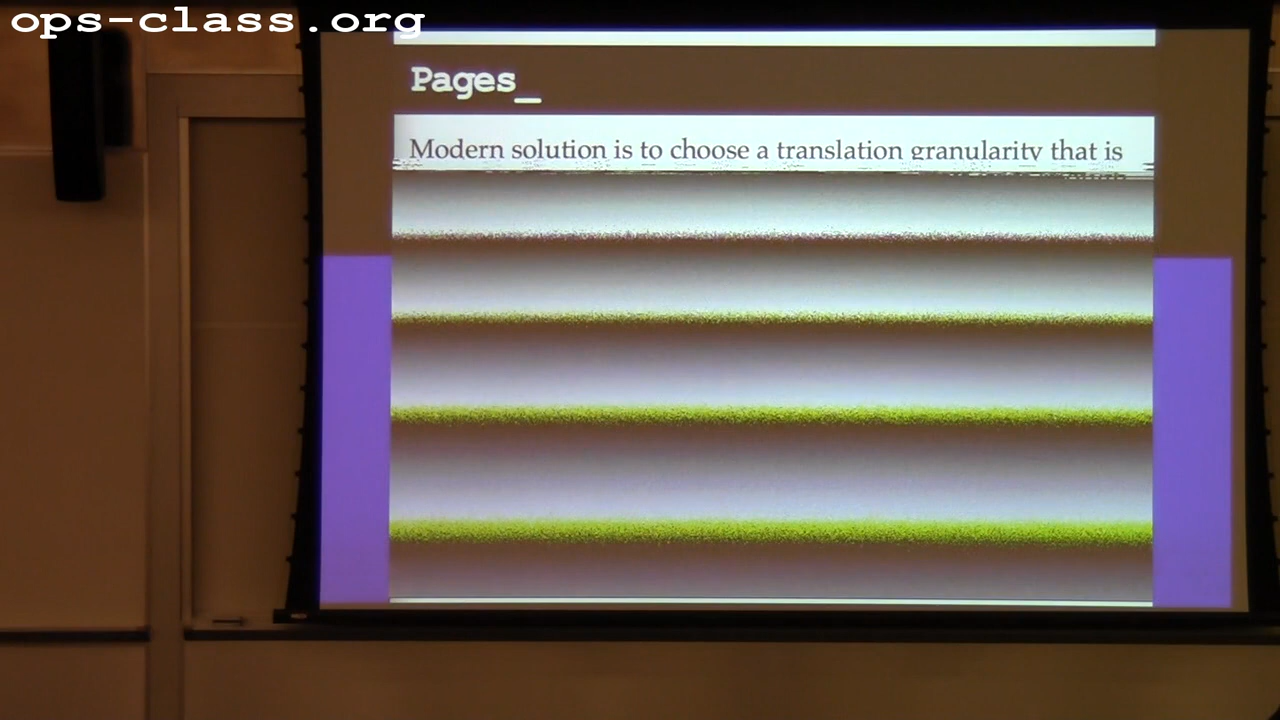 ops-class.org
Pages_
Modern solution is to choose a translation granularity that is